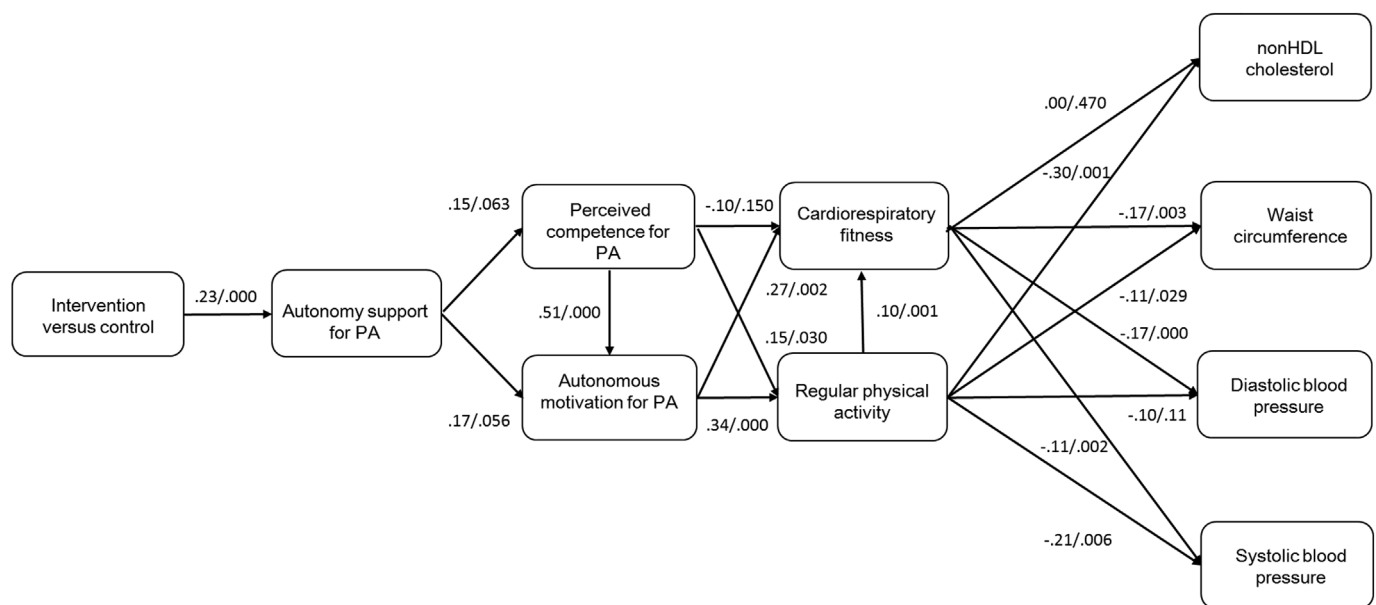 Intervention
versus control
.23/.000
Autonomy support
for PA
.15/.063
.17/.056
Perceived
competence for
PA
.51/.000
Autonomous
motivation for PA
-.10/.150
.27/.002
.15/.030
.34/.000
Cardiorespiratory
fitness
.10/.001
Regular physical
activity
.00/.470
-.30/.001
-.17/.003
-.11/.029
-.17/.000
-.10/.11
-.11/.002
-.21/.006
nonHDL
cholesterol
Waist
circumference
Diastolic blood
pressure
Systolic blood
pressure